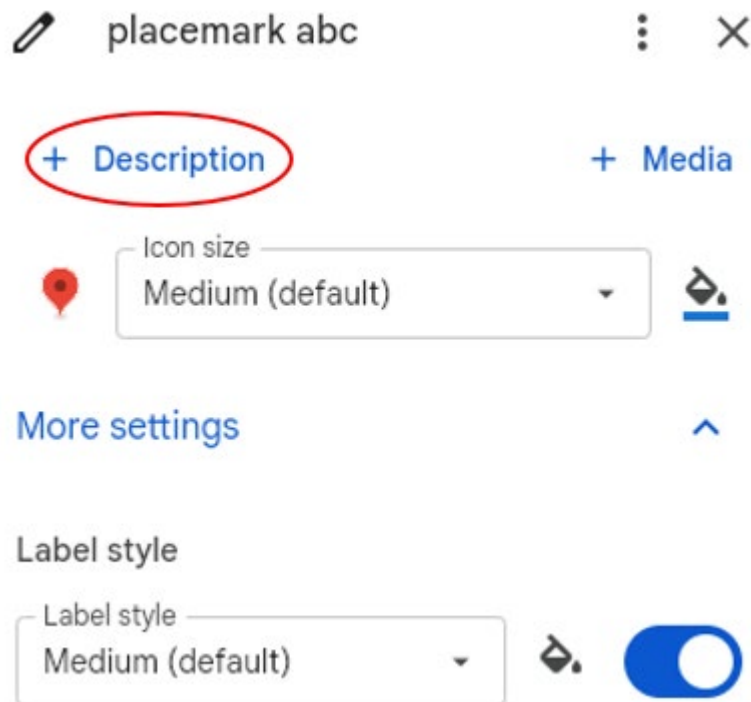 placemark abc
+ Description + Media
Icon size
Medium (default)
More settings
Label style
Label style
Medium (default)